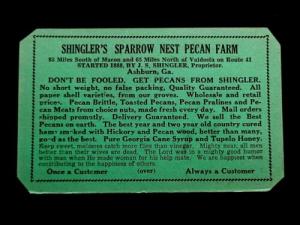 SHINGLER'S SPARROW NEST PECAN FARM
83 Miles South of Macon and 65 Miles North of Valdosta on Route 41
STARTED 1888, BY J. S. SHINGLER, Proprietor.
Ashburn, Ga.
DON'T BE FOOLED. GET PECANS FROM SHINGLER.
No short weight, no false packing, Quality Guaranteed. All
paper shell varieties, from our groves. Wholesale and retail
prices. Pecan Brittle, Toasted Pecans, Pecan Pralines and Pe-
can Meats from choice nuts, made fresh every day. Mail orders
shipped promptly. Delivery Guaranteed. We sell the Best
Pecans on earth. The best year and two year old country cured
hams smoked with Hickory and Pecan wood, better than many,
good as the best. Pure Georgia Cane Syrup and Tupelo Honey.
Keep sweet, molasses catch more flies than vinegar. Mighty near, all men
better than their wives are dead. The Lord was in a mighty good humor
with man when He made woman for his help mate. We are happiest when
contributing to the happiness of others.
Once a Customer (over) Always a Customer